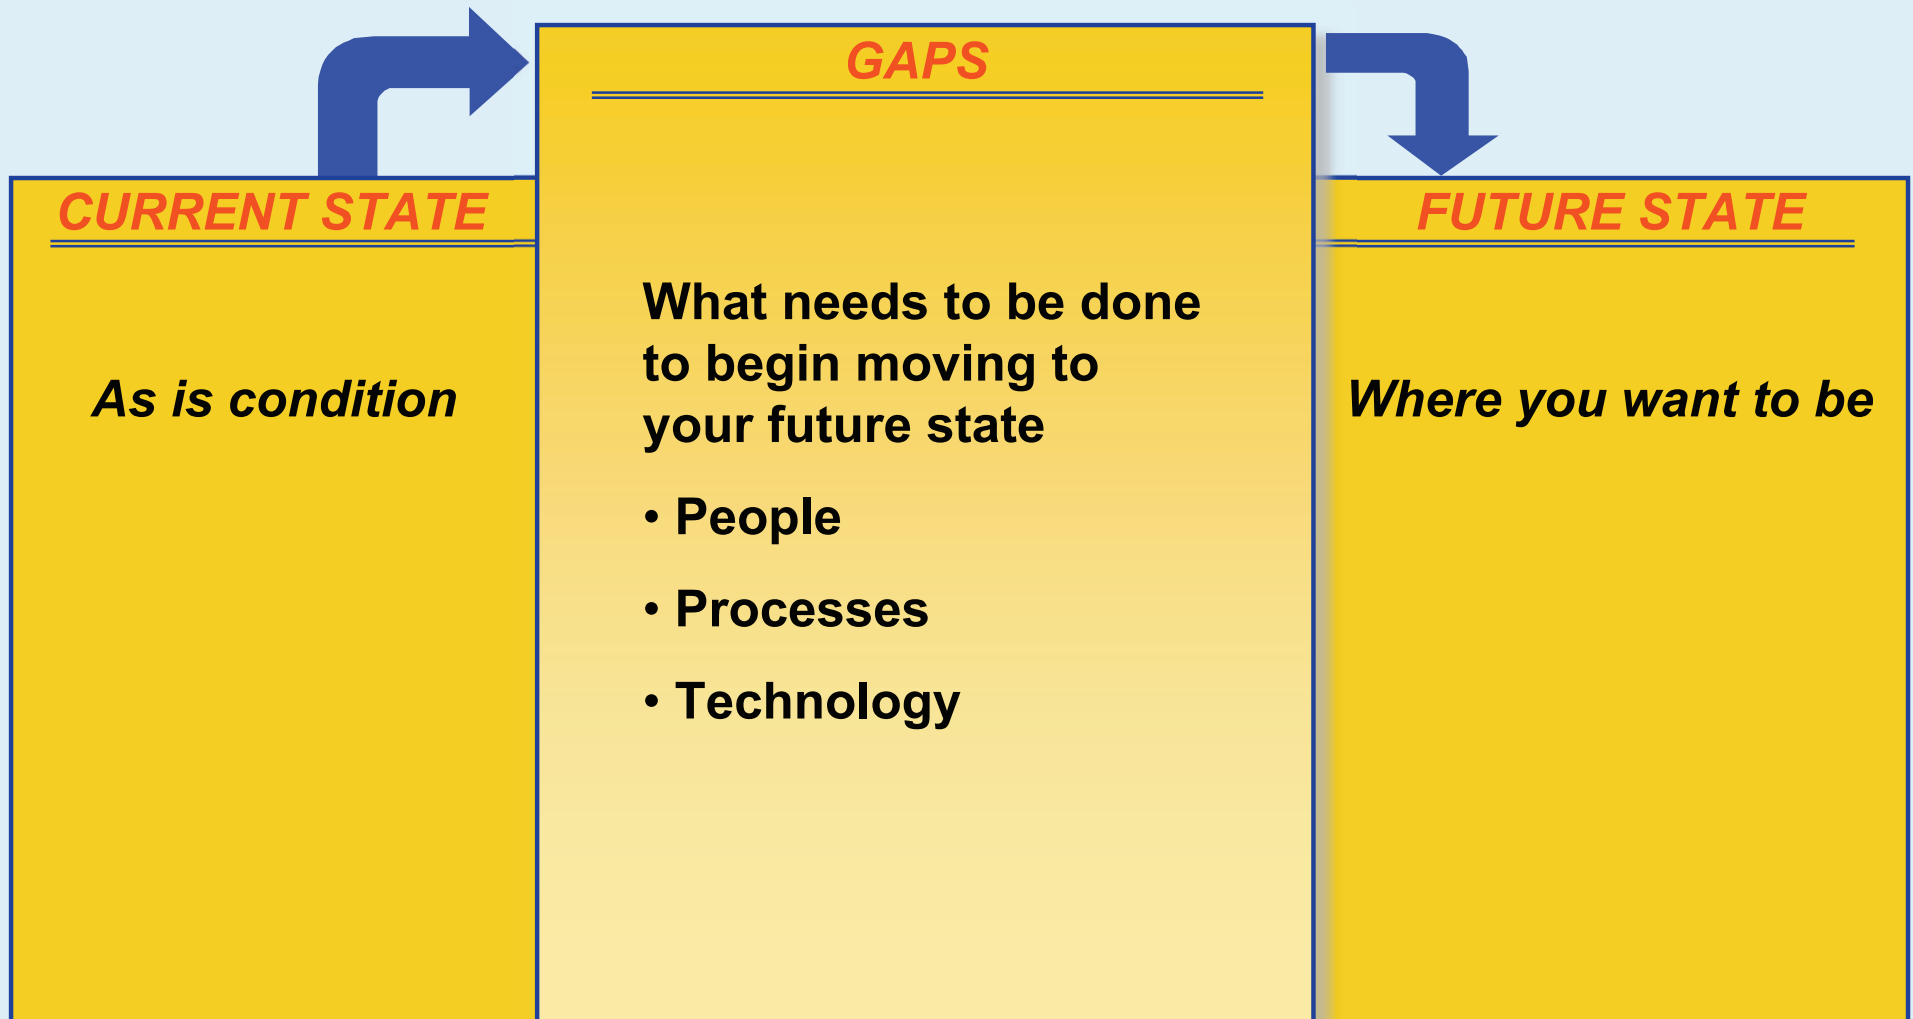 GAPS
CURRENT STATE
FUTURE STATE
As is condition
What needs to be done
to begin moving to
your future state
• People
• Processes
• Technology
Where you want to be